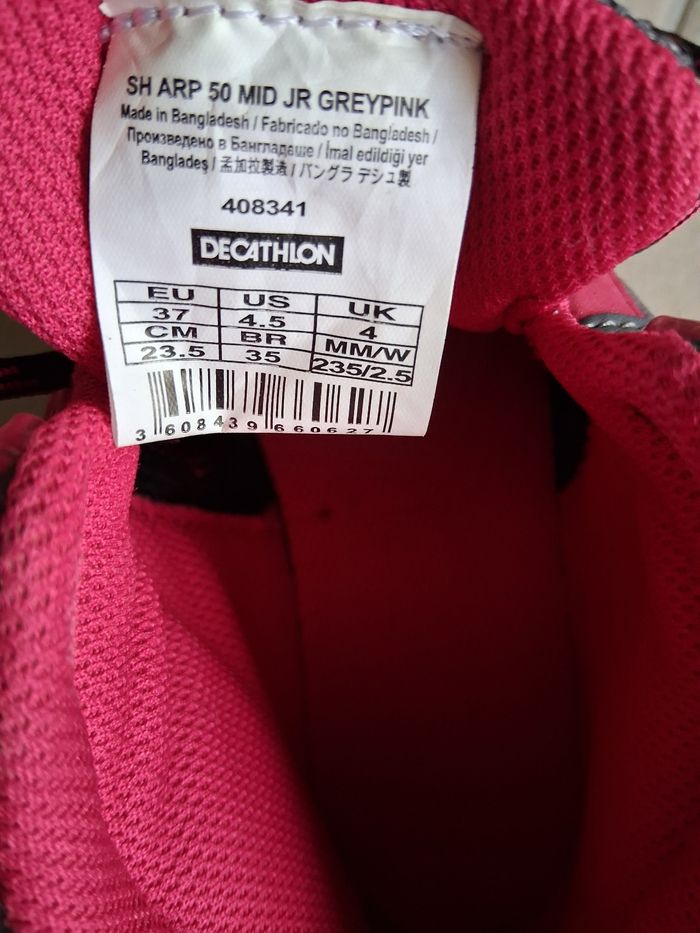 SH ARP 50 MID JR GREYPINK
Made in Bangladesh / Fabricado no Bangladesh /
Произведено в Бангладеше / İmal edildiği yer
Bangladeş / 孟加拉製造 / バングラ デシュ製
408341
DECATHLON
EU US UK
37 4.5 4
CM BR MM/W
23.5 35 235/2.5
3 608439 660627